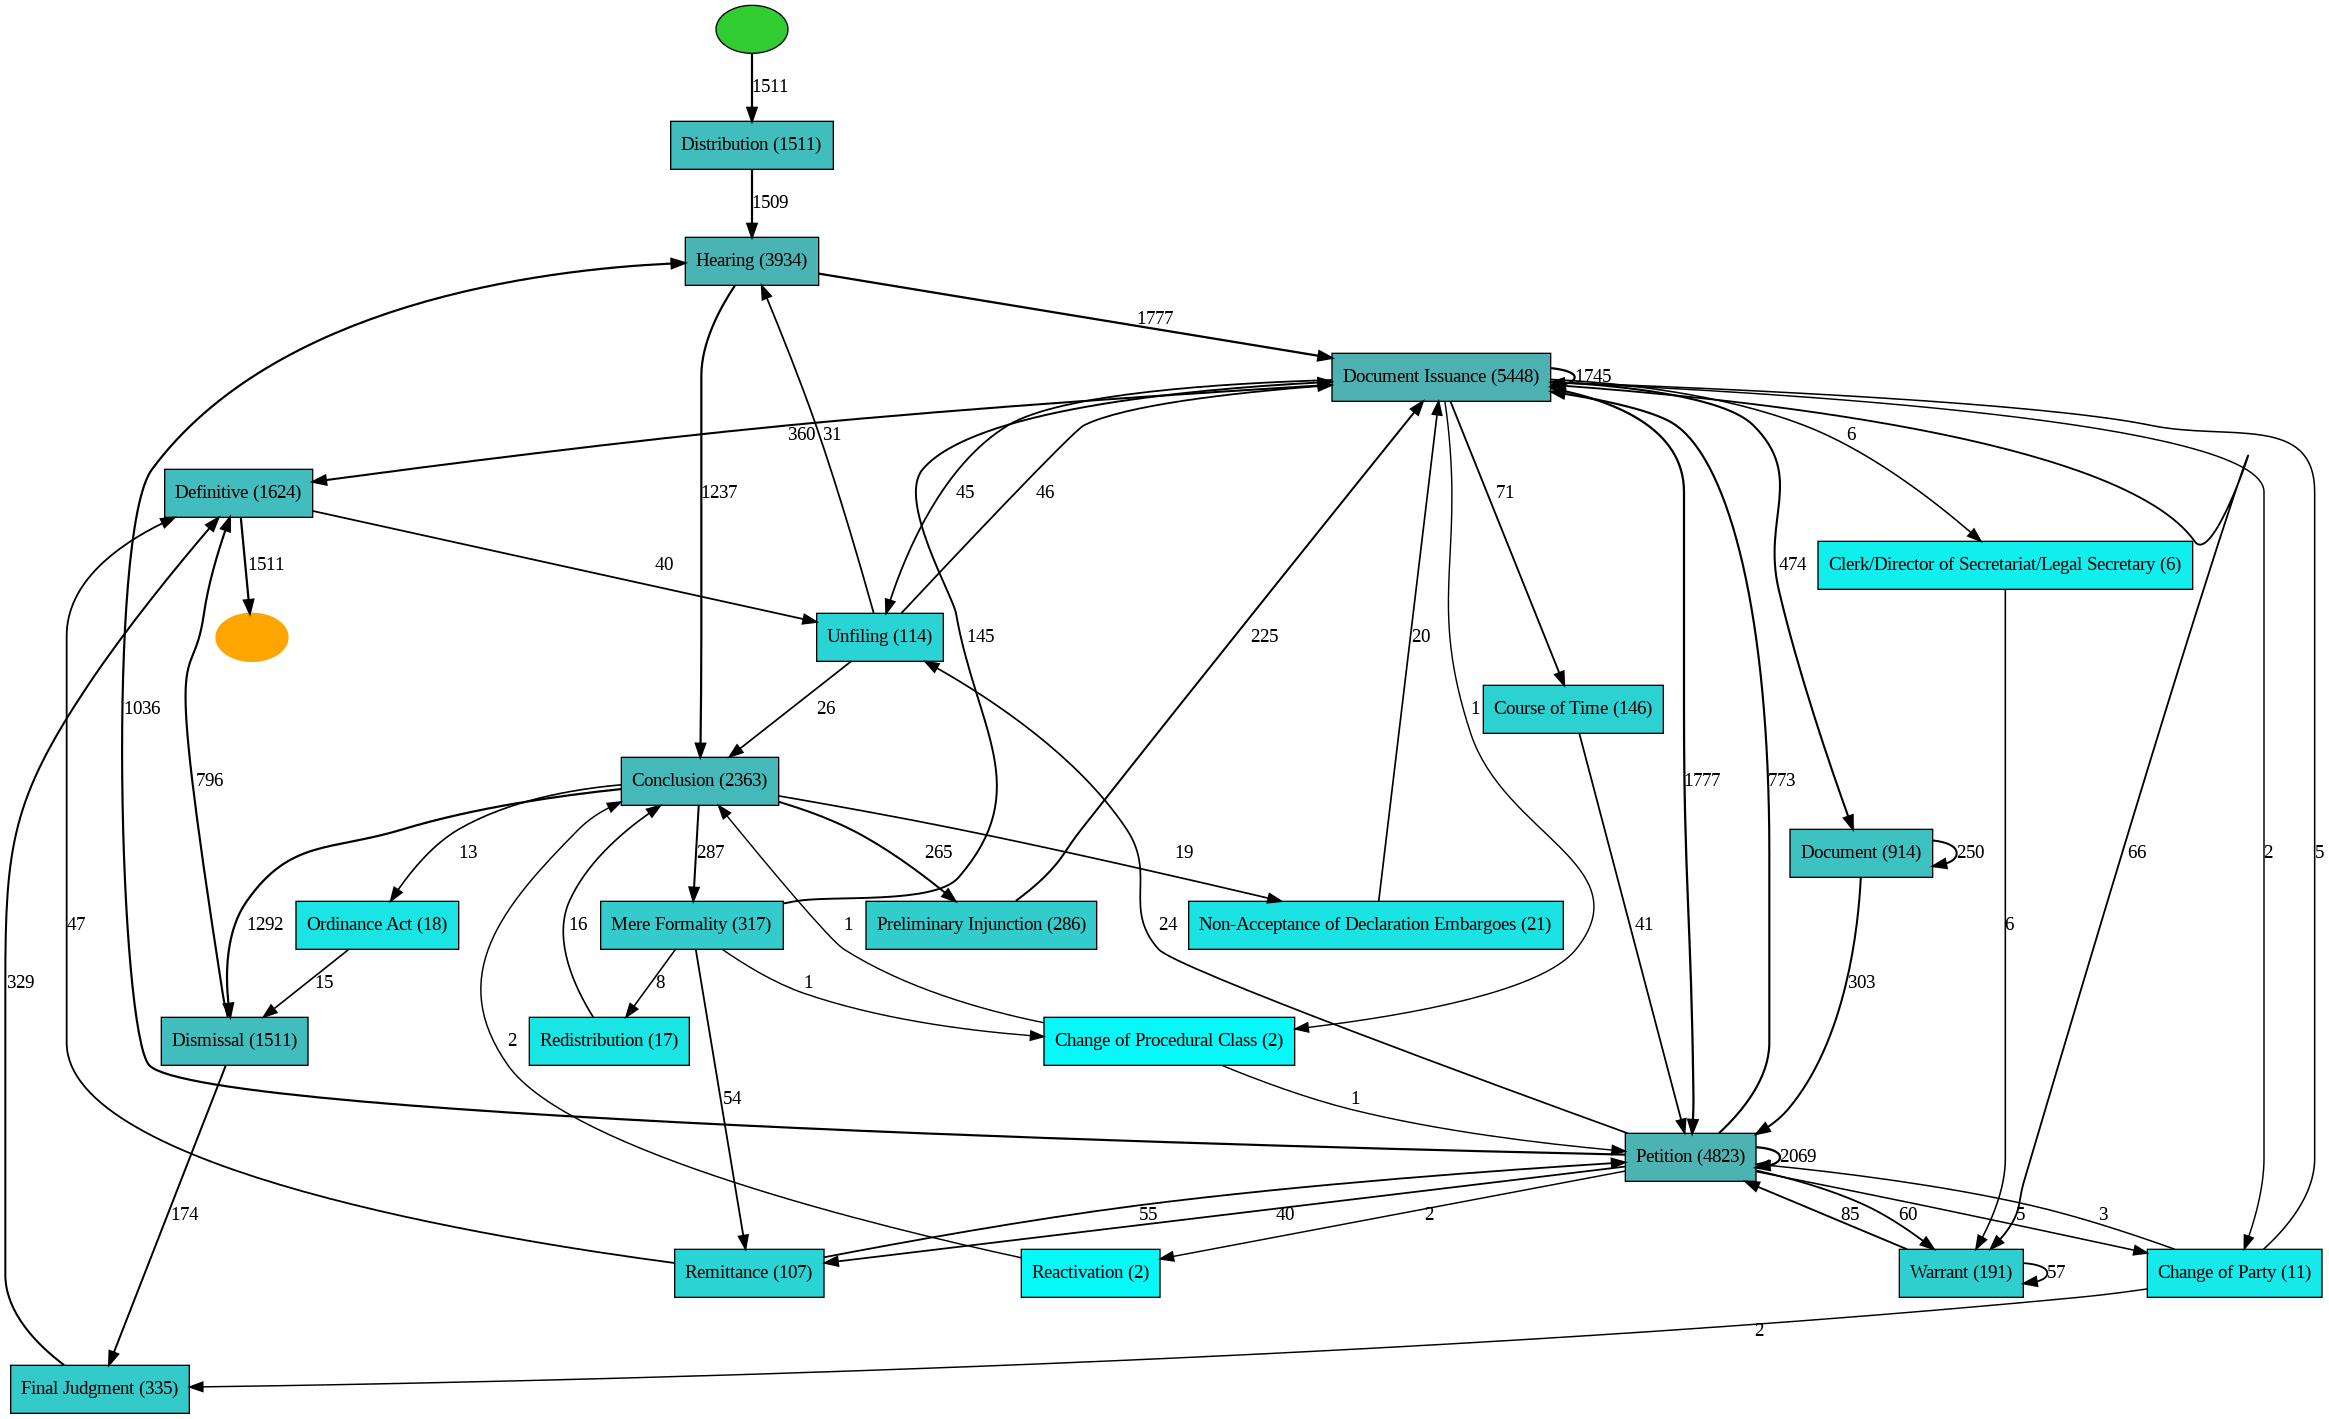 1511
Distribution (1511)
1509
Hearing (3934)
1777
Document Issuance (5448)
1745
360
31
6
Definitive (1624)
1237
45
46
71
40
1511
474
Clerk/Director of Secretariat/Legal Secretary (6)
Unfiling (114)
145
225
20
1036
26
1
Course of Time (146)
796
Conclusion (2363)
1777
773
13
287
265
19
Document (914)
250
66
2
5
47
1292
Ordinance Act (18)
16
Mere Formality (317)
1
Preliminary Injunction (286)
Non-Acceptance of Declaration Embargoes (21)
24
41
6
329
15
8
1
303
Dismissal (1511)
2
Redistribution (17)
Change of Procedural Class (2)
54
1
Petition (4823)
2069
174
55
40
2
85
60
5
3
Remittance (107)
Reactivation (2)
Warrant (191)
57
Change of Party (11)
2
Final Judgment (335)